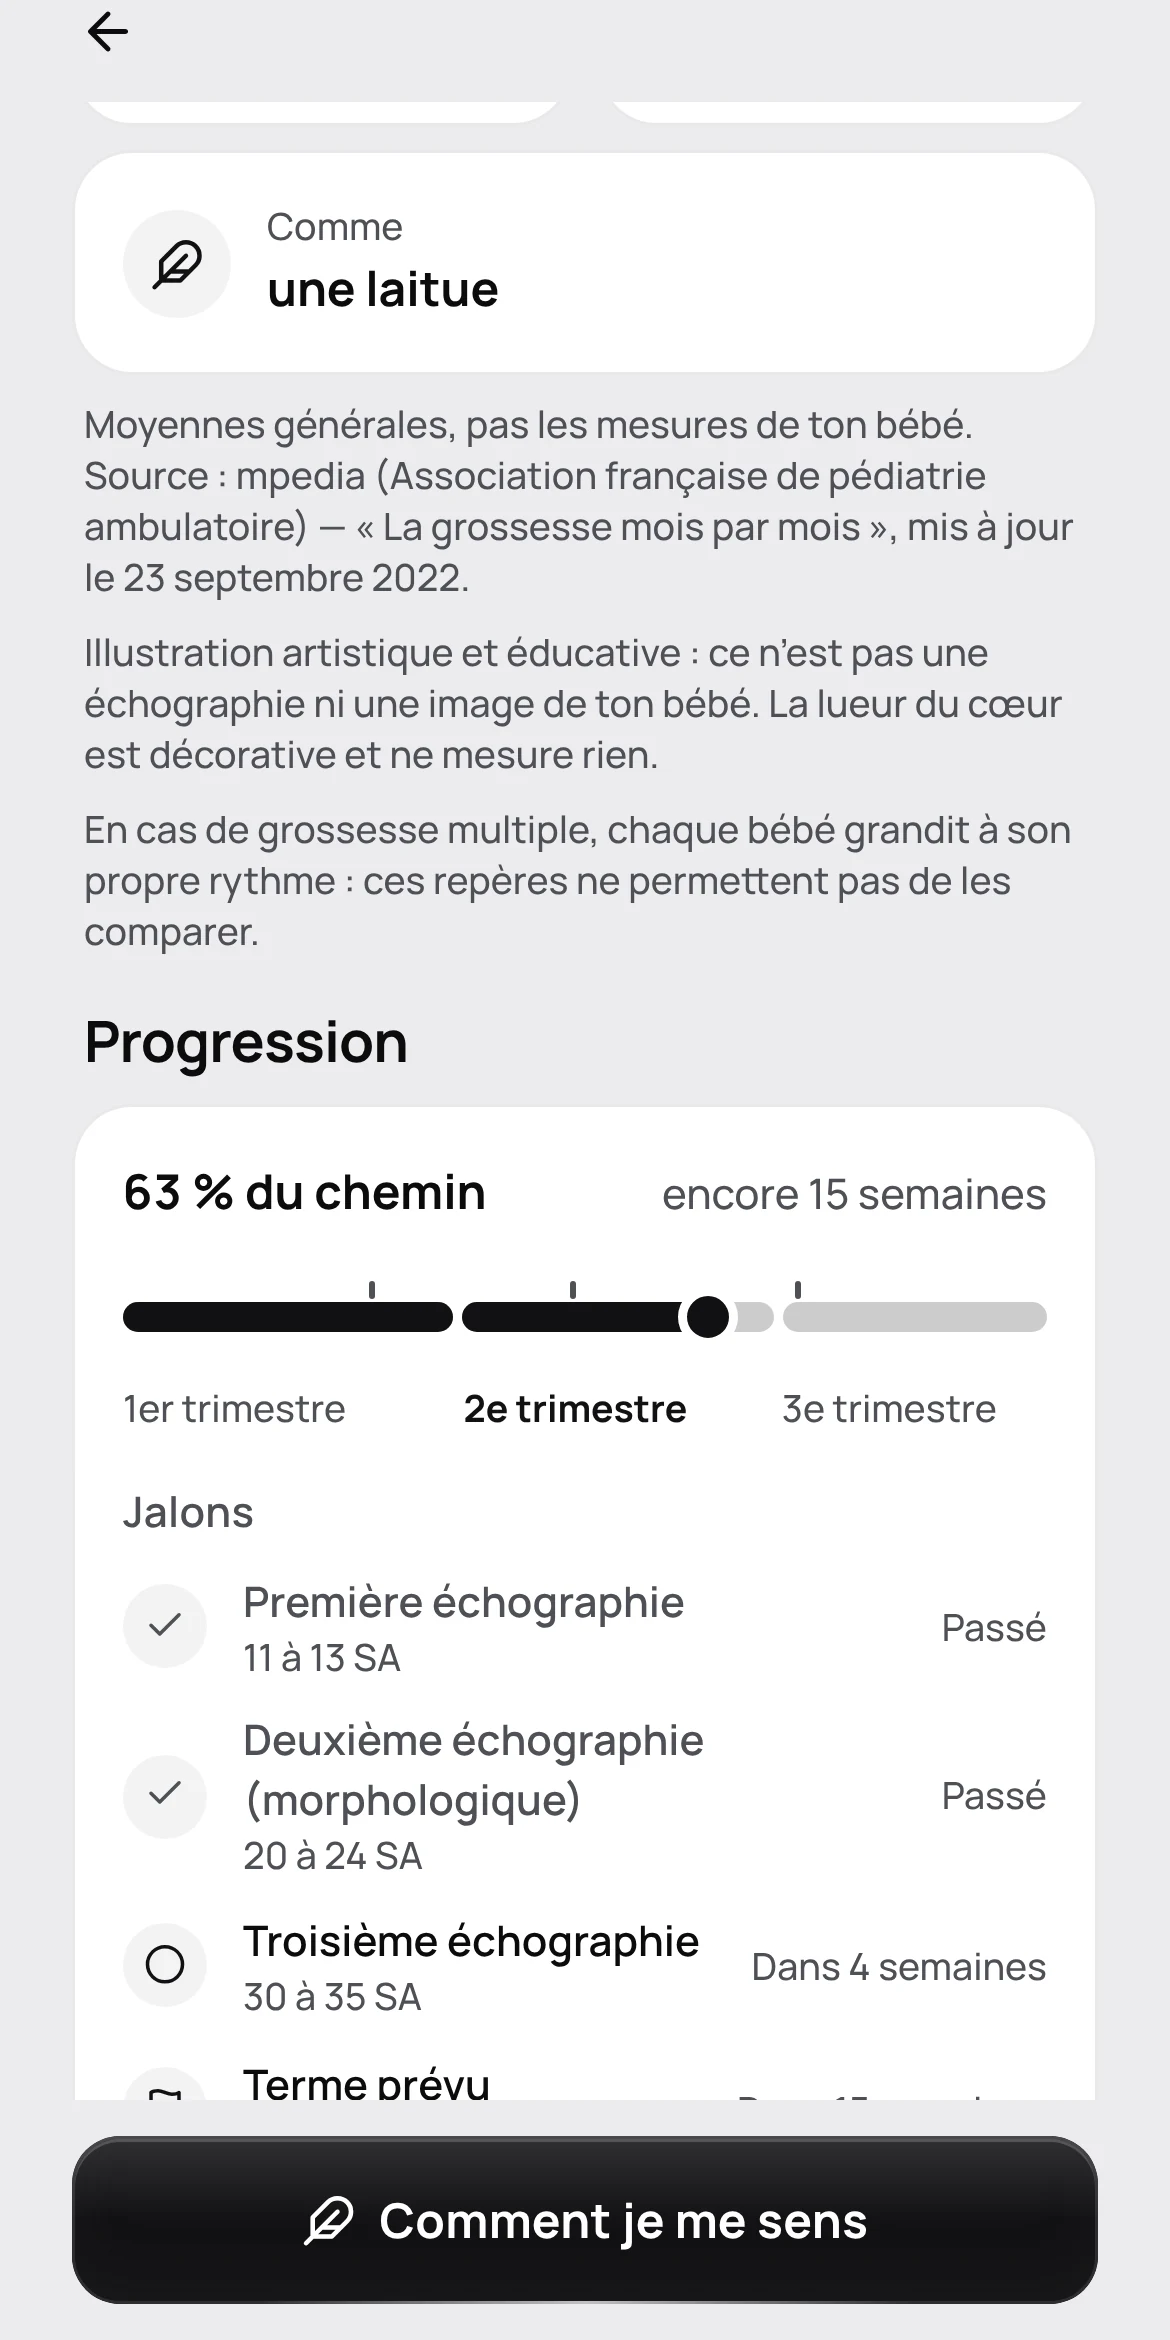 Comme
une laitue
Moyennes générales, pas les mesures de ton bébé.
Source : mpedia (Association française de pédiatrie
ambulatoire) — « La grossesse mois par mois », mis à jour
le 23 septembre 2022.
Illustration artistique et éducative : ce n’est pas une
échographie ni une image de ton bébé. La lueur du cœur
est décorative et ne mesure rien.
En cas de grossesse multiple, chaque bébé grandit à son
propre rythme : ces repères ne permettent pas de les
comparer.
Progression
63 % du chemin
encore 15 semaines
1er trimestre
2e trimestre
3e trimestre
Jalons
Première échographie
11 à 13 SA
Passé
Deuxième échographie
(morphologique)
20 à 24 SA
Passé
Troisième échographie
30 à 35 SA
Dans 4 semaines
Terme prévu
Comment je me sens